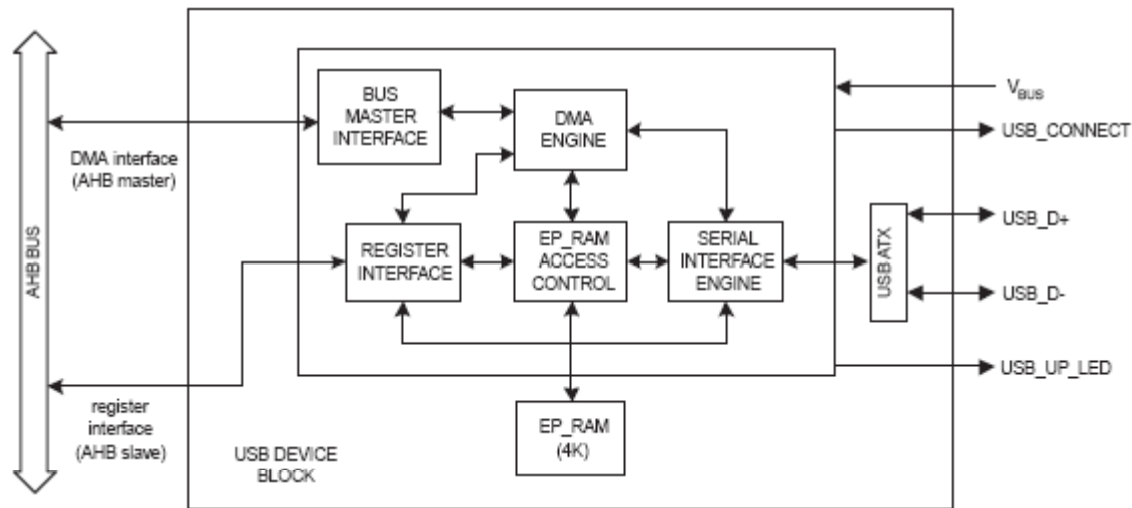 AHB BUS
DMA interface
(AHB master)
register
interface
(AHB slave)
USB DEVICE
BLOCK
BUS
MASTER
INTERFACE
DMA
ENGINE
REGISTER
INTERFACE
EP_RAM
ACCESS
CONTROL
SERIAL
INTERFACE
ENGINE
EP_RAM
(4K)
USB ATX
VBUS
USB_CONNECT
USB_D+
USB_D-
USB_UP_LED